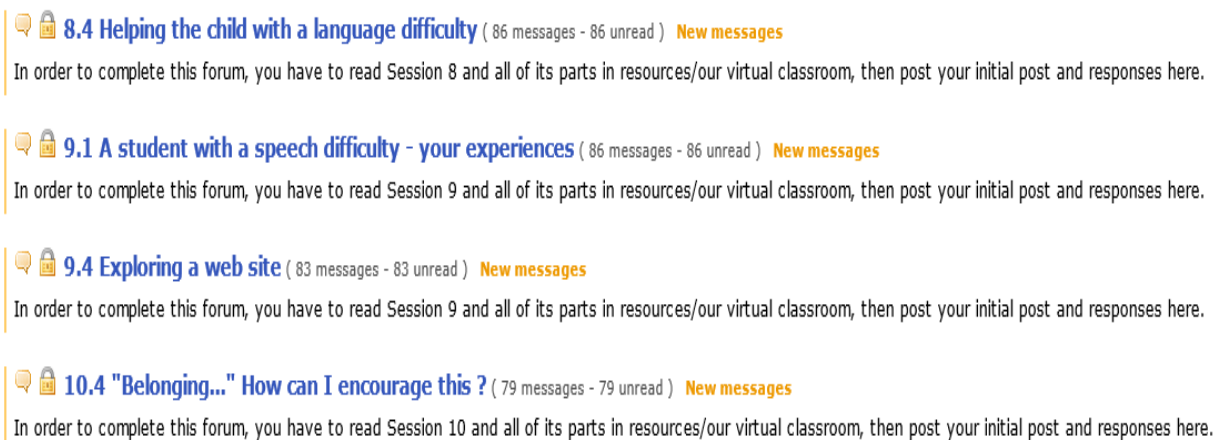 8.4 Helping the child with a language difficulty ( 86 messages - 86 unread ) New messages
In order to complete this forum, you have to read Session 8 and all of its parts in resources/our virtual classroom, then post your initial post and responses here.
9.1 A student with a speech difficulty - your experiences ( 86 messages - 86 unread ) New messages
In order to complete this forum, you have to read Session 9 and all of its parts in resources/our virtual classroom, then post your initial post and responses here.
9.4 Exploring a web site ( 83 messages - 83 unread ) New messages
In order to complete this forum, you have to read Session 9 and all of its parts in resources/our virtual classroom, then post your initial post and responses here.
10.4 "Belonging..." How can I encourage this ? ( 79 messages - 79 unread ) New messages
In order to complete this forum, you have to read Session 10 and all of its parts in resources/our virtual classroom, then post your initial post and responses here.